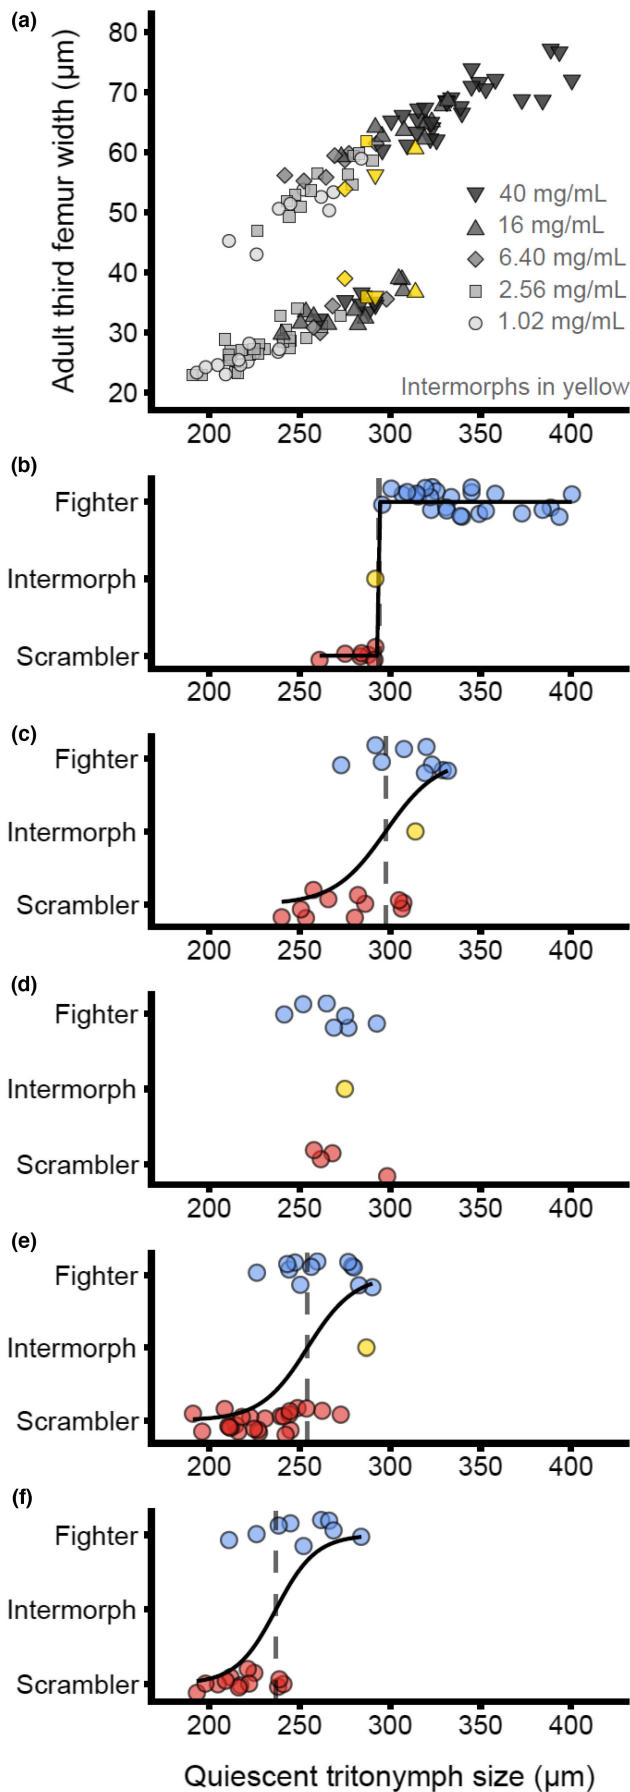 (a)
Adult third femur width (µm)
80
70
60
50
40
30
20
40 mg/mL
16 mg/mL
6.40 mg/mL
2.56 mg/mL
1.02 mg/mL
Intermorphs in yellow
200 250 300 350 400
(b)
Fighter
Intermorph
Scrambler
200 250 300 350 400
(c)
Fighter
Intermorph
Scrambler
200 250 300 350 400
(d)
Fighter
Intermorph
Scrambler
200 250 300 350 400
(e)
Fighter
Intermorph
Scrambler
200 250 300 350 400
(f)
Fighter
Intermorph
Scrambler
200 250 300 350 400
Quiescent tritonymph size (µm)